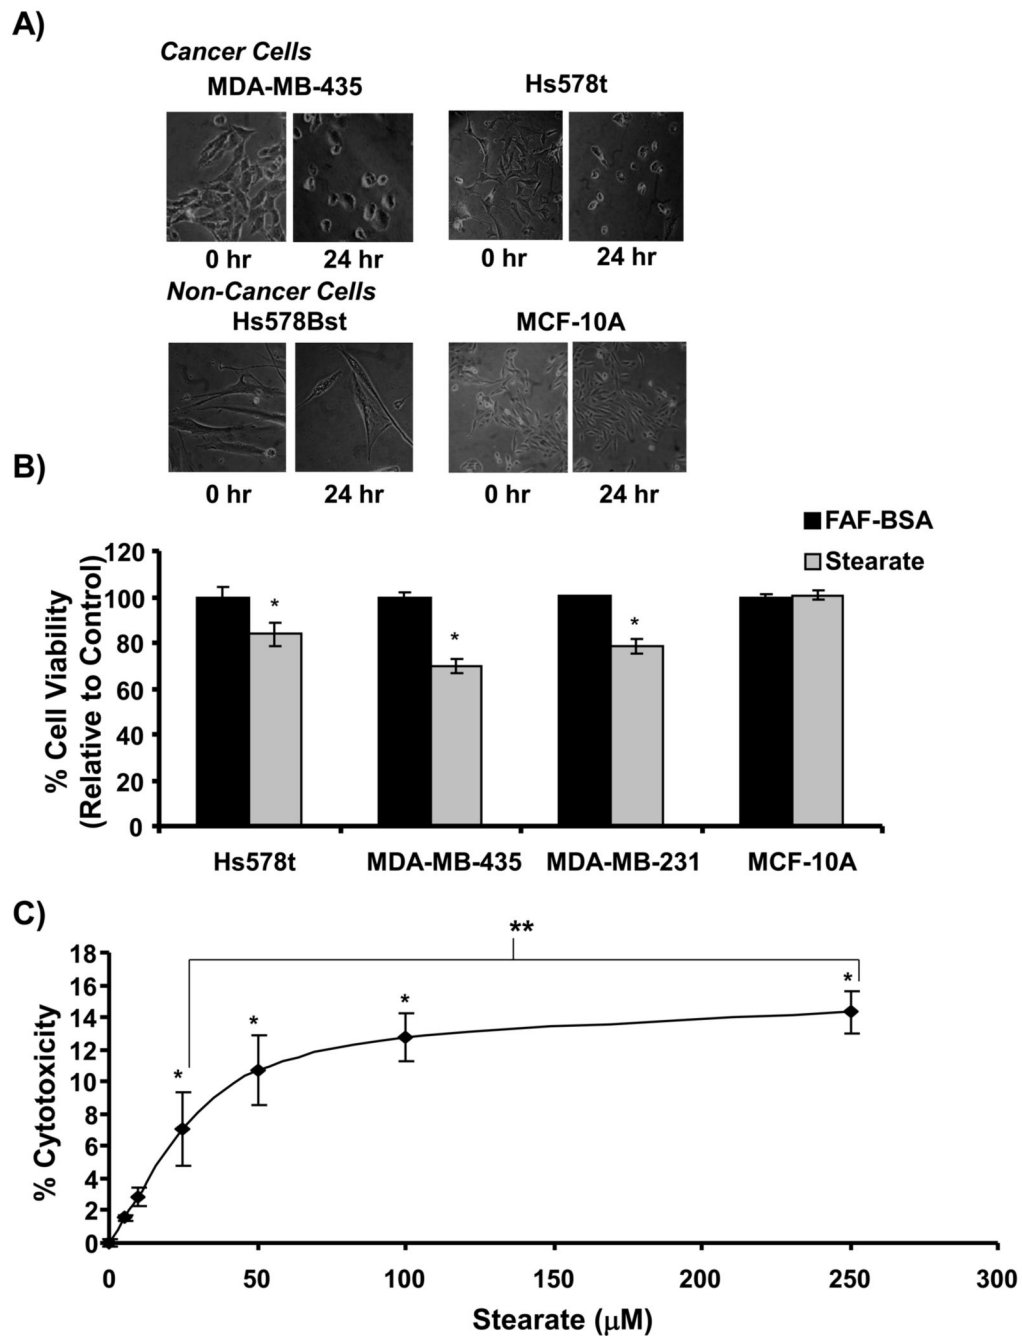 A)
Cancer Cells
MDA-MB-435 Hs578t
0 hr 24 hr 0 hr 24 hr
Non-Cancer Cells
Hs578Bst MCF-10A
0 hr 24 hr 0 hr 24 hr
B)
FAF-BSA
Stearate
% Cell Viability
(Relative to Control)
120
100
80
60
40
20
0
* * *
Hs578t MDA-MB-435 MDA-MB-231 MCF-10A
C)
% Cytotoxicity
18
16
14
12
10
8
6
4
2
0
**
* * * *
0 50 100 150 200 250 300
Stearate (μM)